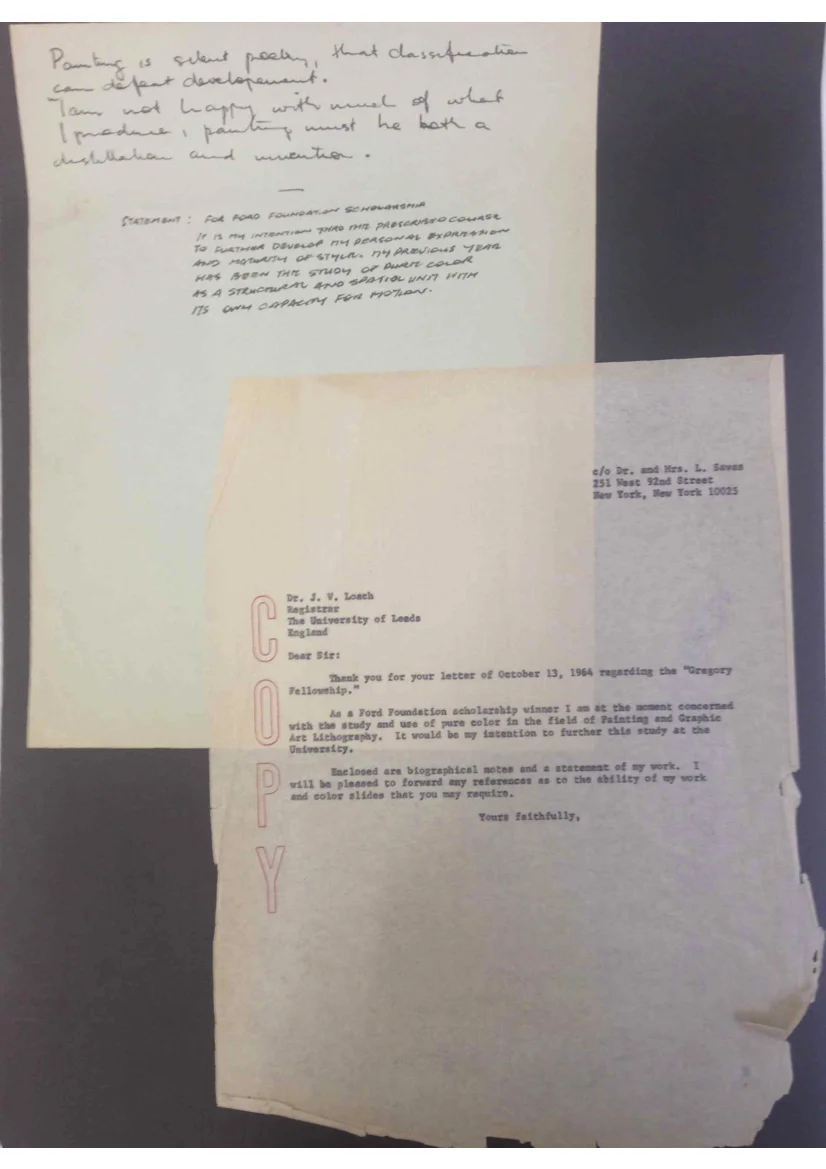 Painting is silent poetry, that classification
can defeat developement.
I am not happy with much of what
I produce, painting must be both a
distillation and invention.
STATEMENT: FOR FORD FOUNDATION SCHOLARSHIP
IT IS MY INTENTION THRO THE PRESCRIBED COURSE
TO FURTHER DEVELOP MY PERSONAL EXPRESSION
AND MATURITY OF STYLE. MY PREVIOUS YEAR
HAS BEEN THE STUDY OF PURE COLOR
AS A STRUCTURAL AND SPATIAL UNIT WITH
ITS OWN CAPACITY FOR MOTION.
c/o Dr. and Mrs. L. Savas
251 West 92nd Street
New York, New York 10025
COPY
Dr. J. V. Loach
Registrar
The University of Leeds
England
Dear Sir:
Thank you for your letter of October 13, 1964 regarding the "Gregory
Fellowship."
As a Ford Foundation scholarship winner I am at the moment concerned
with the study and use of pure color in the field of Painting and Graphic
Art Lithography. It would be my intention to further this study at the
University.
Enclosed are biographical notes and a statement of my work. I
will be pleased to forward any references as to the ability of my work
and color slides that you may require.
Yours faithfully,